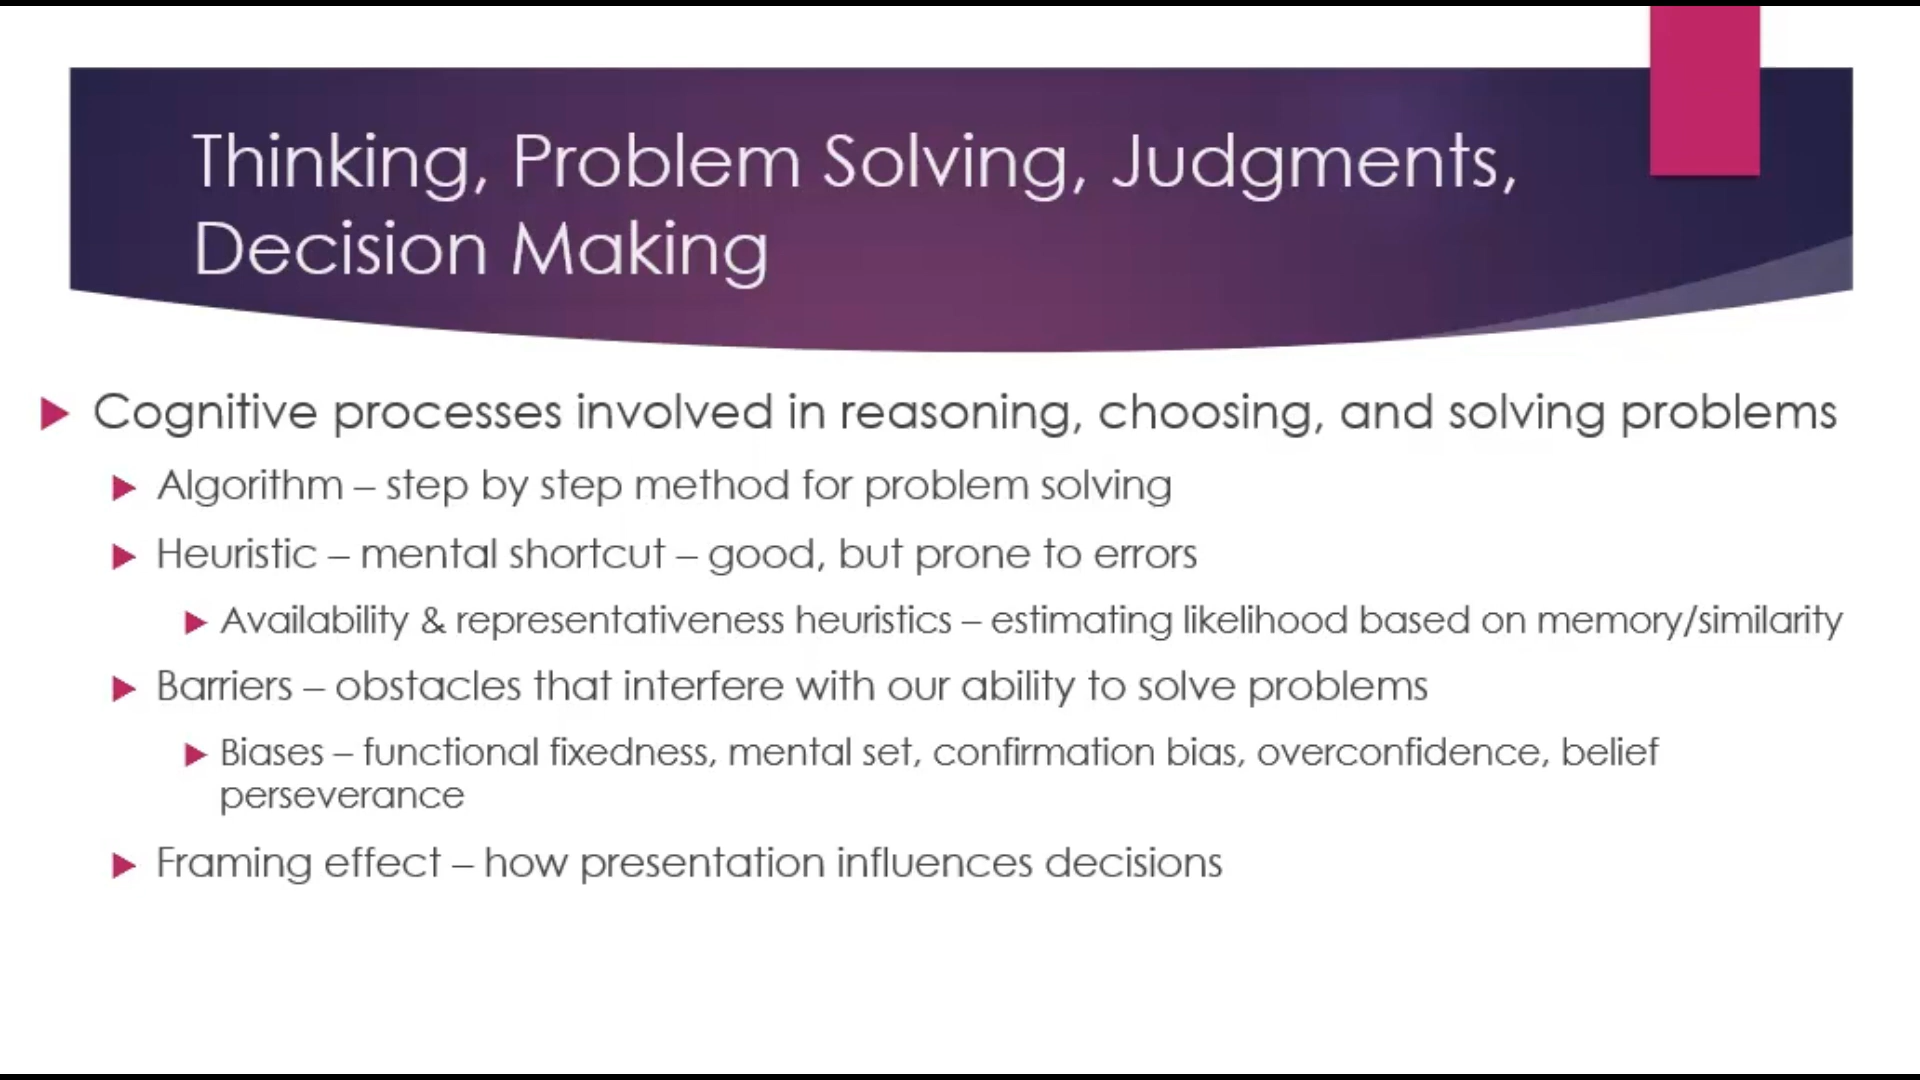 Thinking, Problem Solving, Judgments,
Decision Making
Cognitive processes involved in reasoning, choosing, and solving problems
Algorithm – step by step method for problem solving
Heuristic – mental shortcut – good, but prone to errors
Availability & representativeness heuristics – estimating likelihood based on memory/similarity
Barriers – obstacles that interfere with our ability to solve problems
Biases – functional fixedness, mental set, confirmation bias, overconfidence, belief
perseverance
Framing effect – how presentation influences decisions